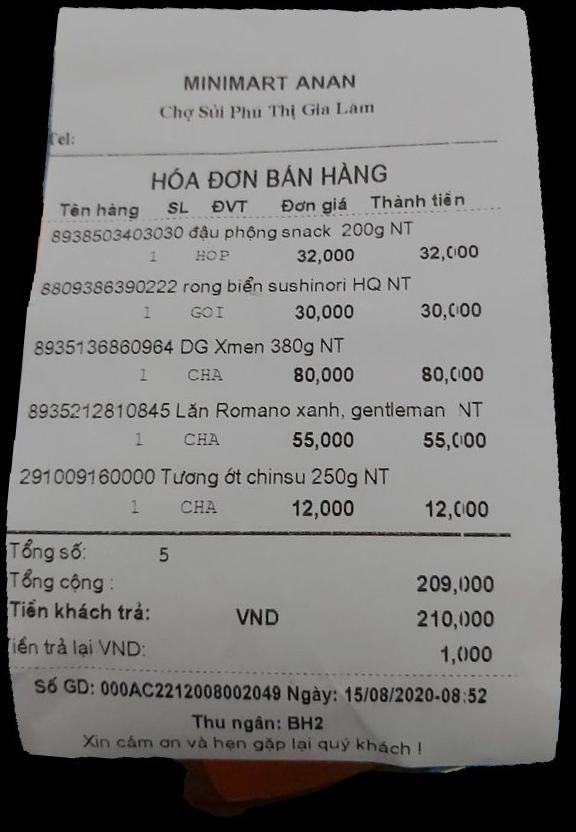 MINIMART ANAN
Chợ Sủi Phú Thị Gia Lâm
Tel:
HÓA ĐƠN BÁN HÀNG
Tên hàng SL ĐVT Đơn giá Thành tiền
8938503403030 đậu phộng snack 200g NT
1 HOP 32,000 32,000
8809386390222 rong biển sushinori HQ NT
1 GOI 30,000 30,000
8935136860964 DG Xmen 380g NT
1 CHA 80,000 80,000
8935212810845 Lăn Romano xanh, gentleman NT
1 CHA 55,000 55,000
291009160000 Tương ớt chinsu 250g NT
1 CHA 12,000 12,000
Tổng số: 5
Tổng cộng : 209,000
Tiền khách trả: VND 210,000
iền trả lại VND: 1,000
Số GD: 000AC2212008002049 Ngày: 15/08/2020-08:52
Thu ngân: BH2
Xin cảm ơn và hẹn gặp lại quý khách !